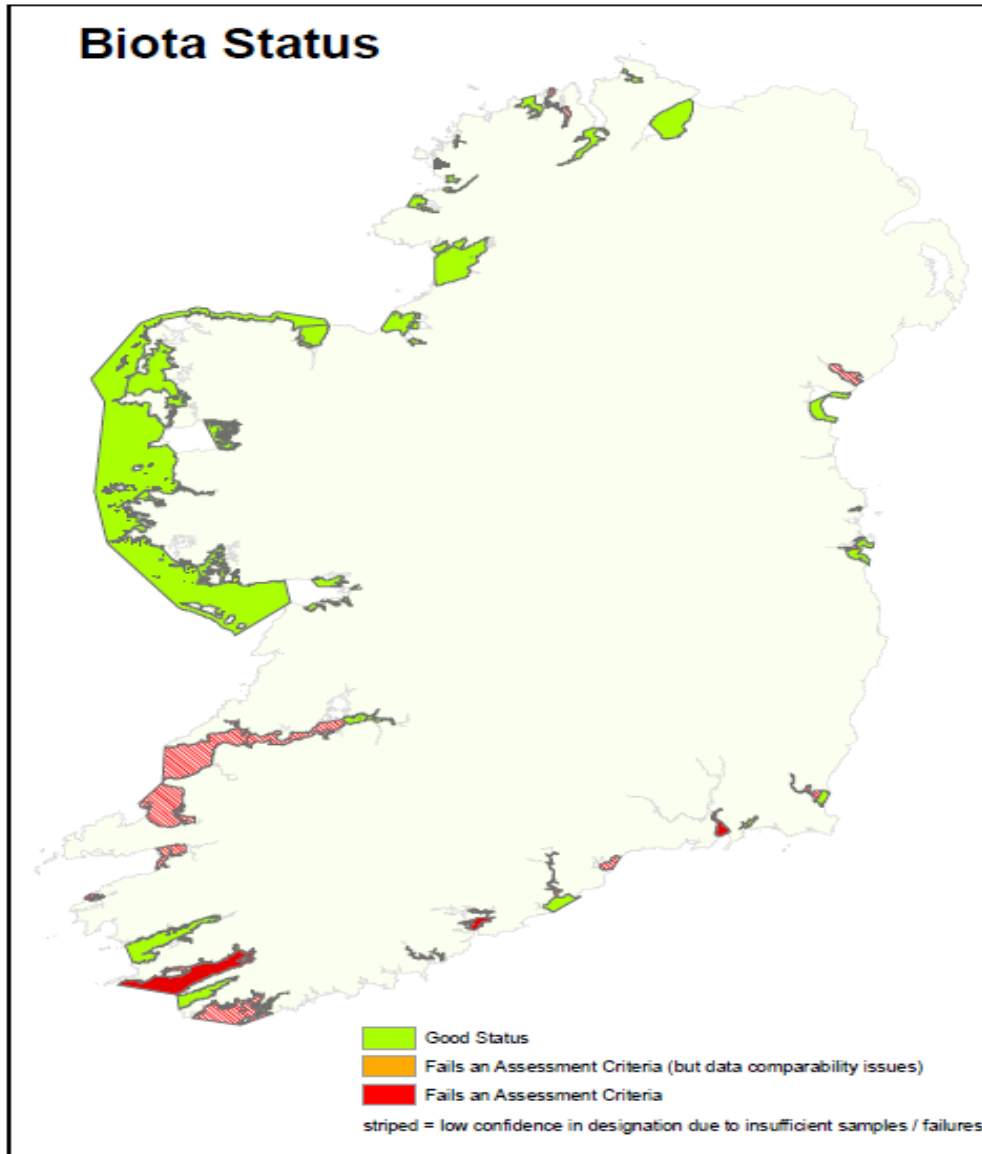 Biota Status
Good Status
Fails an Assessment Criteria (but data comparability issues)
Fails an Assessment Criteria
striped = low confidence in designation due to insufficient samples / failures